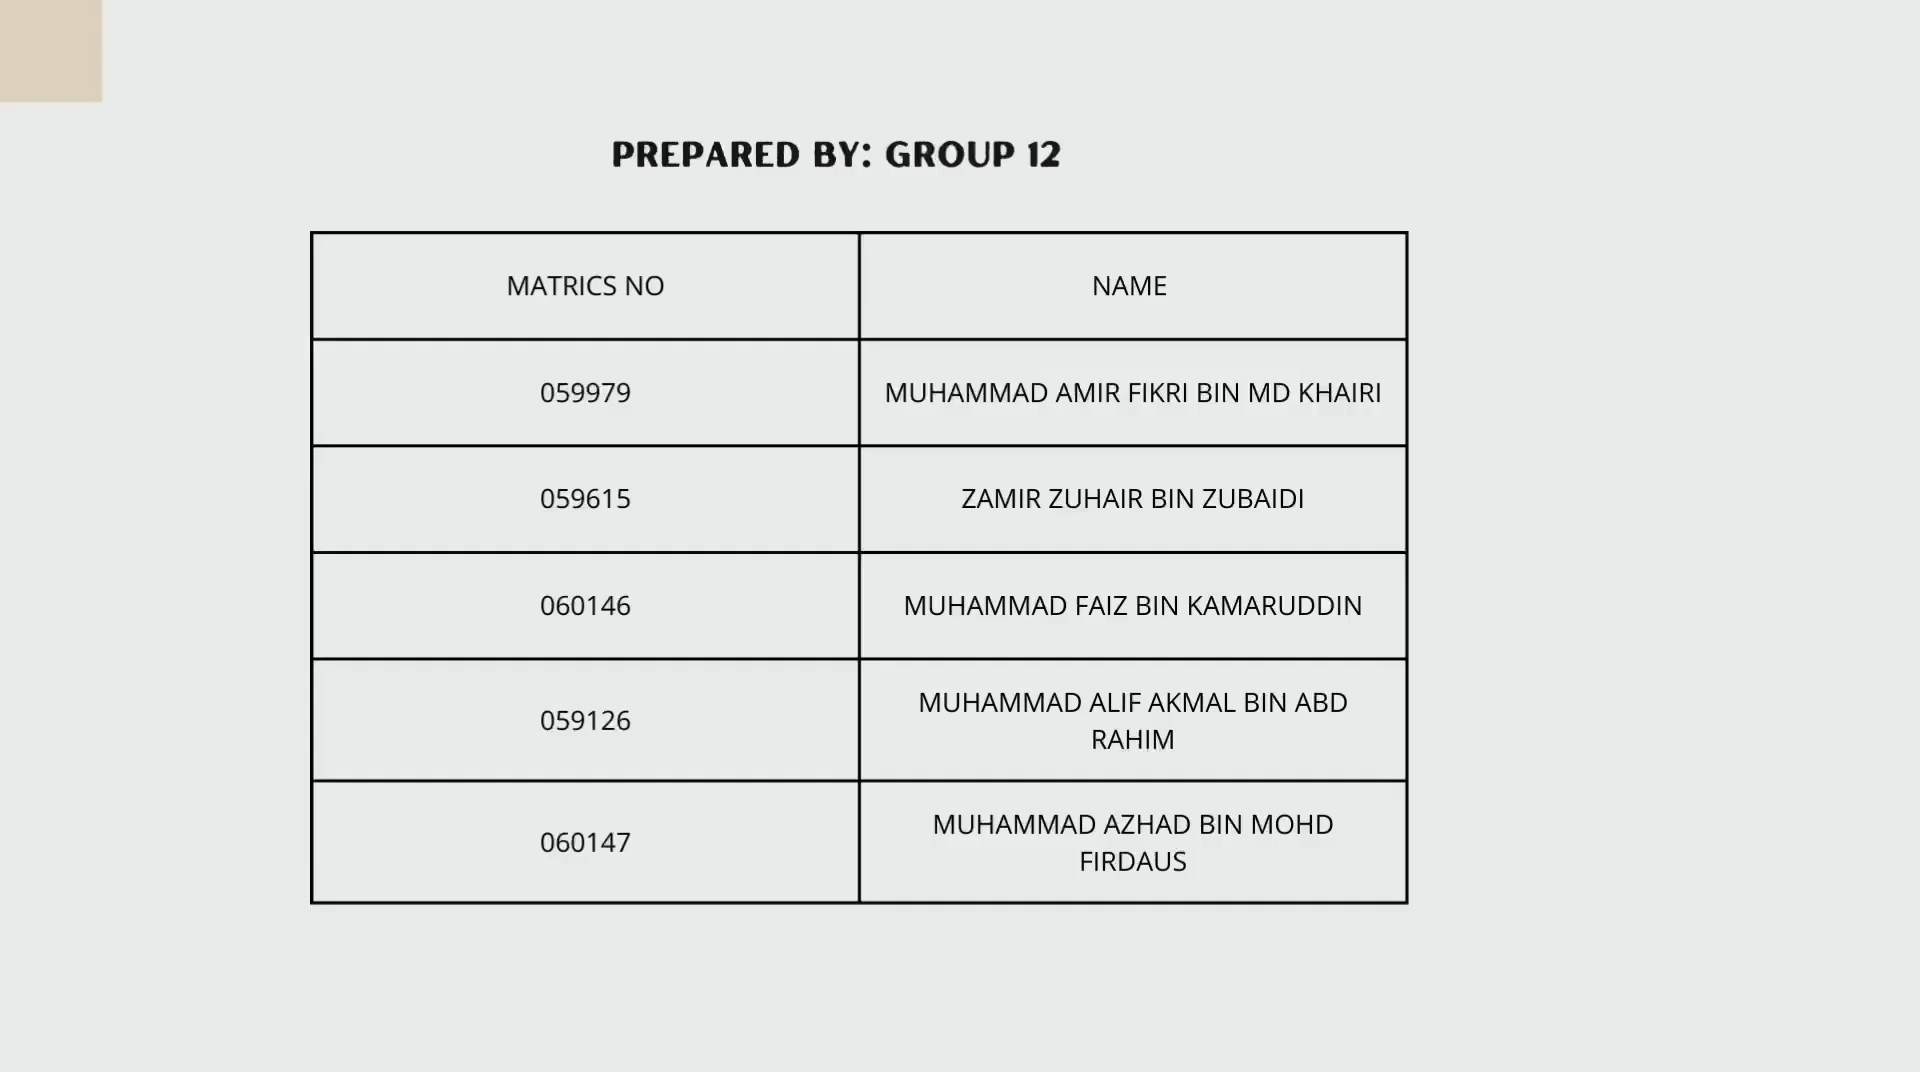 PREPARED BY: GROUP 12
MATRICS NO NAME
059979 MUHAMMAD AMIR FIKRI BIN MD KHAIRI
059615 ZAMIR ZUHAIR BIN ZUBAIDI
060146 MUHAMMAD FAIZ BIN KAMARUDDIN
059126 MUHAMMAD ALIF AKMAL BIN ABD
RAHIM
060147 MUHAMMAD AZHAD BIN MOHD
FIRDAUS